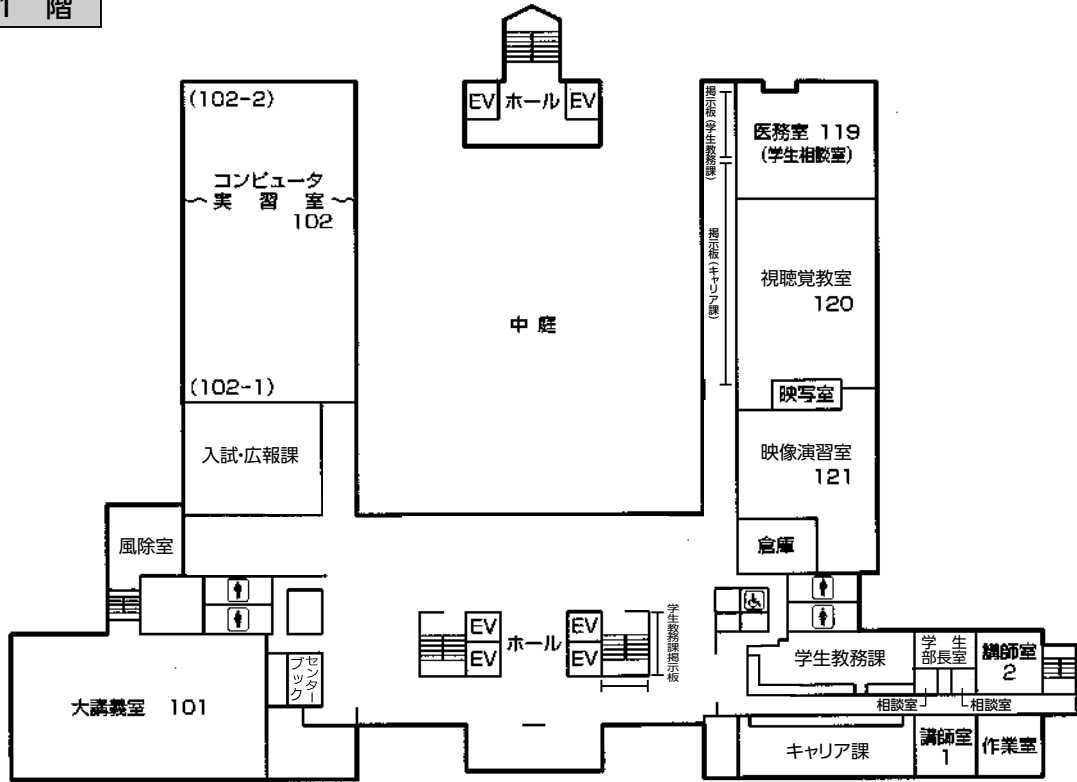 1 階
EV
ホール
EV
(102-2)
コンピュータ
実習室
102
(102-1)
入試・広報課
風除室
中庭
掲示板(学生教務課)
掲示板(キャリア課)
医務室 119
(学生相談室)
視聴覚教室
120
映写室
映像演習室
121
倉庫
EV
EV
ホール
EV
EV
学生教務課掲示板
センター
ブック
大講義室 101
学生教務課
学生
部長室
講師室
2
相談室
相談室
キャリア課
講師室
1
作業室